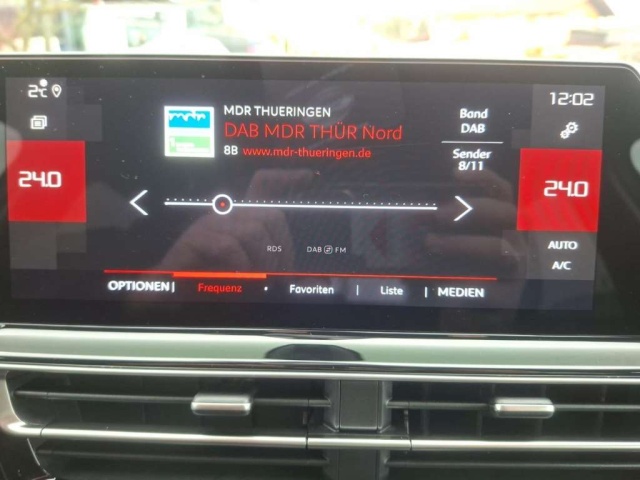 2°C
12:02
MDR THUERINGEN
DAB MDR THÜR Nord
8B www.mdr-thueringen.de
Band
DAB
Sender
8/11
24.0
24.0
RDS DAB FM
AUTO
A/C
OPTIONEN | Frequenz • Favoriten | Liste | MEDIEN